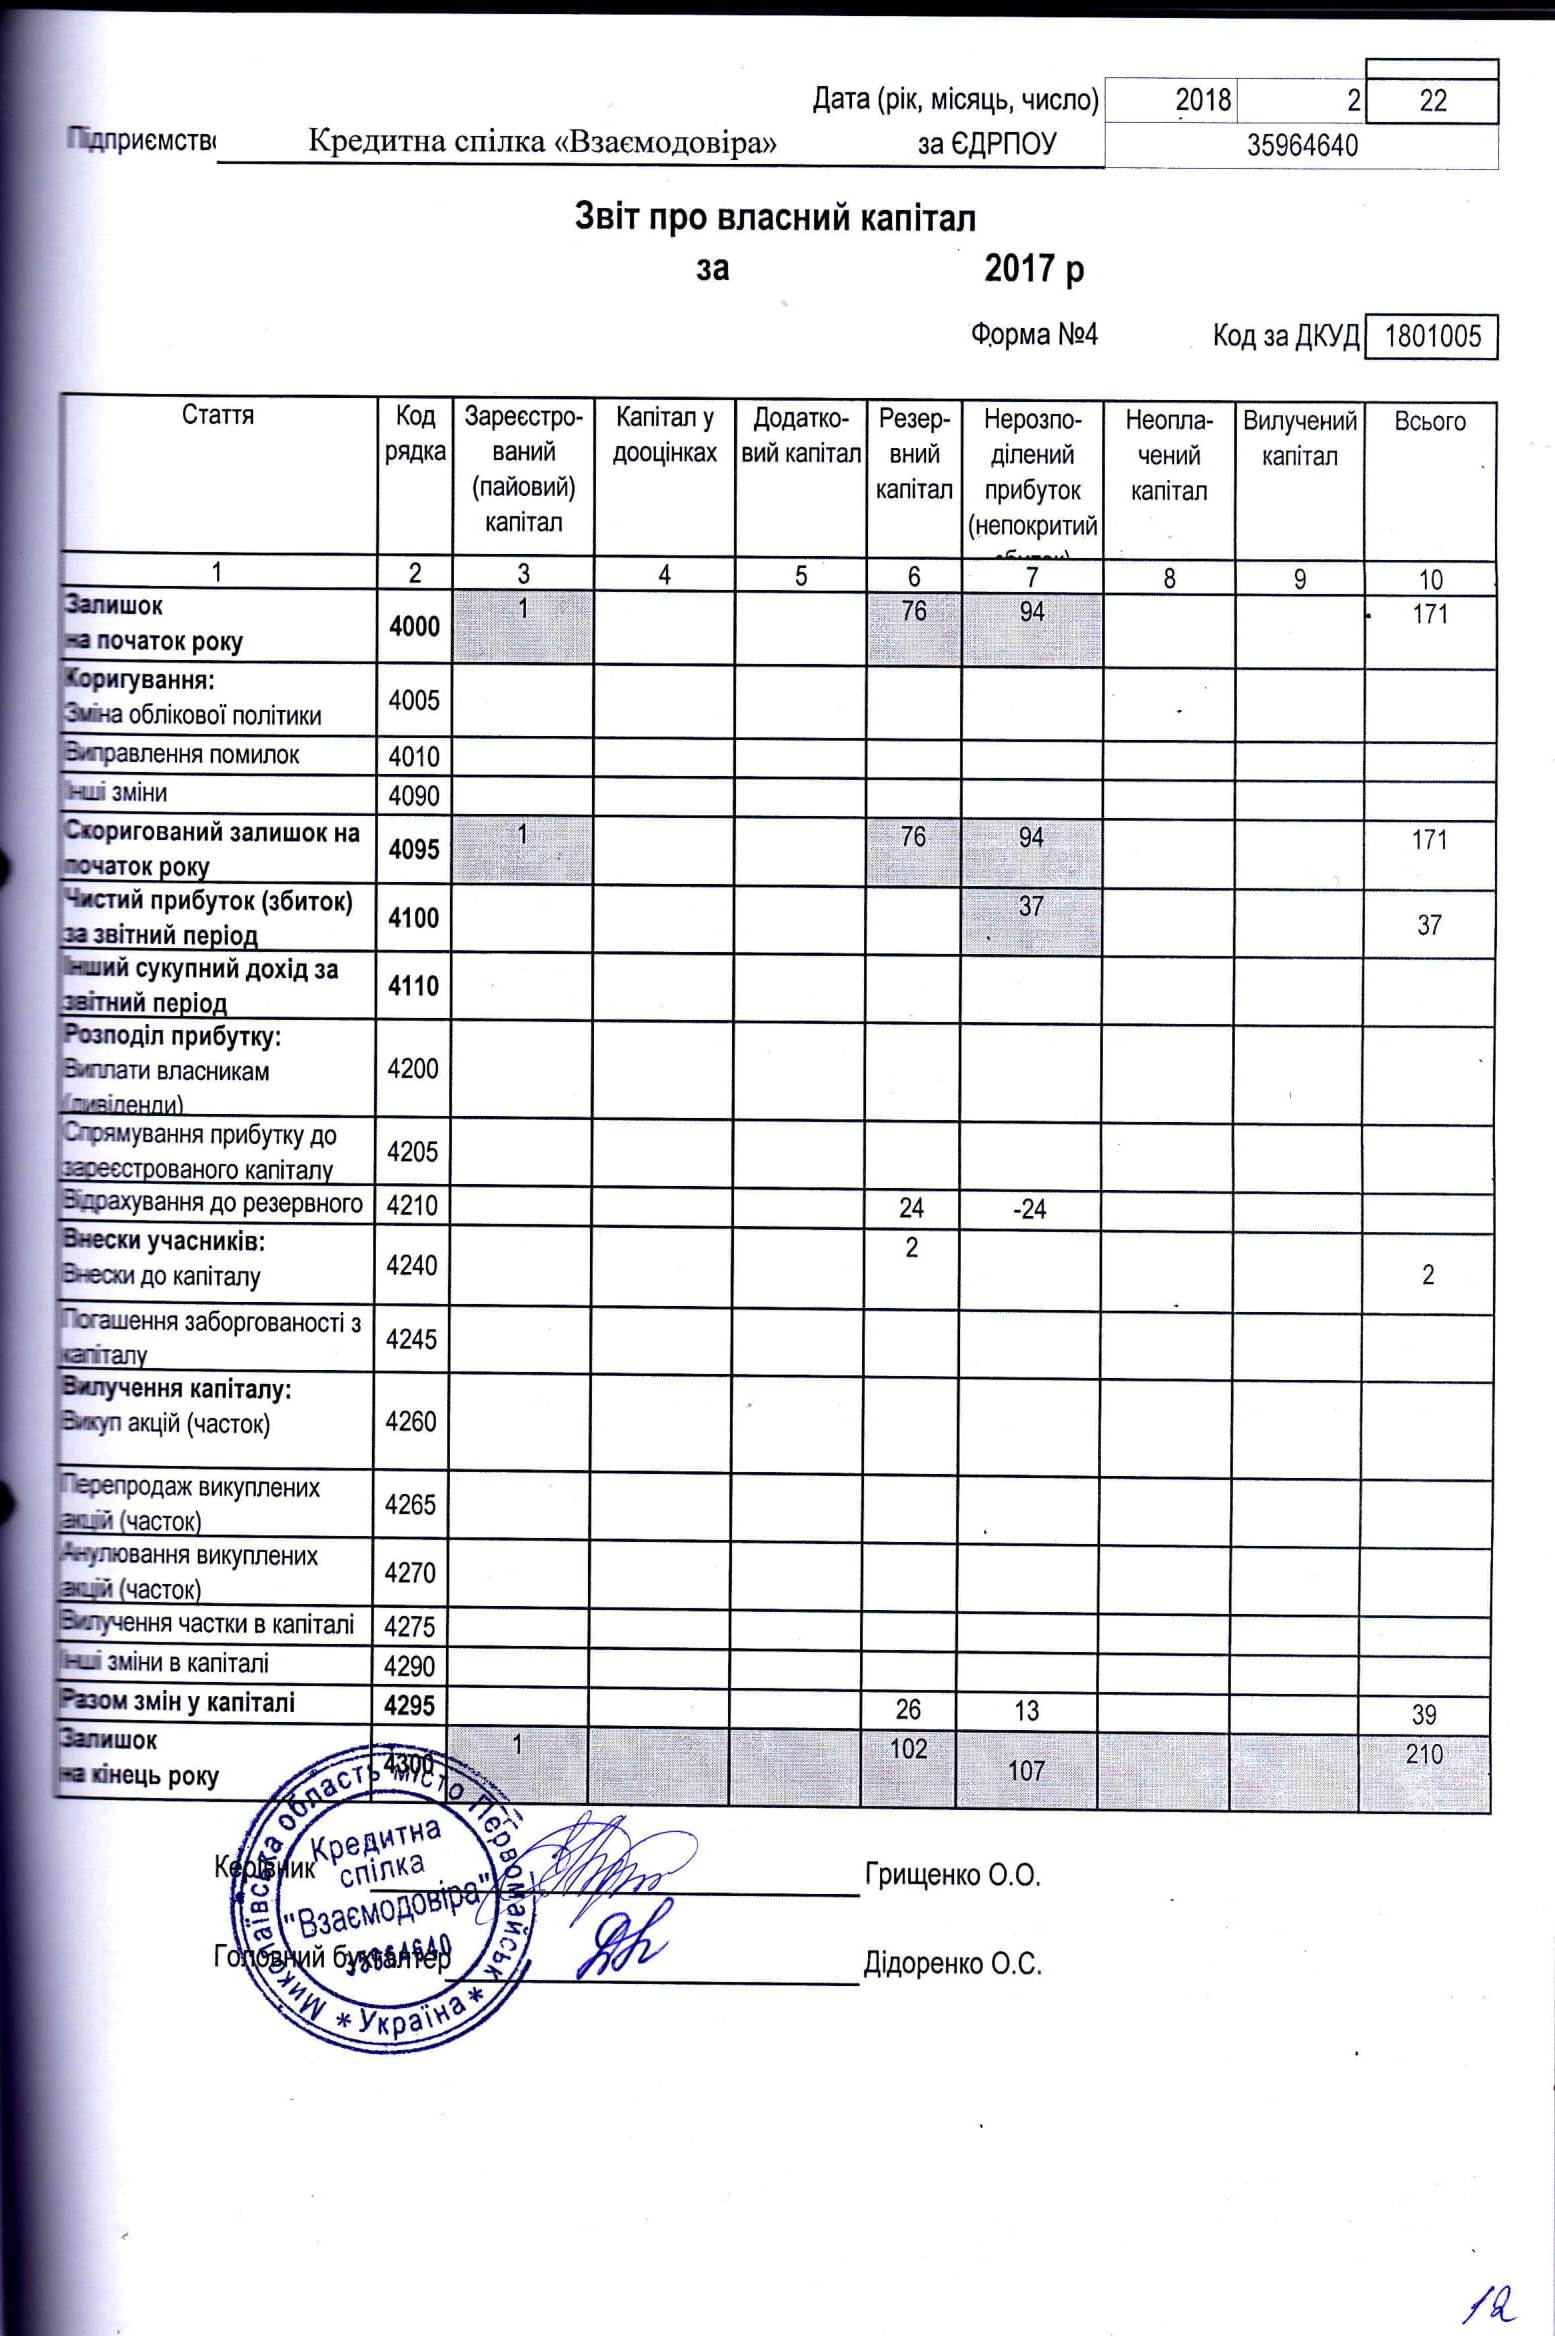 Дата (рік, місяць, число) 2018 2 22
Підприємство Кредитна спілка «Взаємодовіра» за ЄДРПОУ 35964640
Звіт про власний капітал
за 2017 р
Форма №4 Код за ДКУД 1801005
Стаття Код рядка Зареєстро-ваний (пайовий) капітал Капітал у дооцінках Додатко-вий капітал Резер-вний капітал Нерозпо-ділений прибуток (непокритий збиток) Неопла-чений капітал Вилучений капітал Всього
1 2 3 4 5 6 7 8 9 10
Залишок
на початок року 4000 1 76 94 171
Коригування:
Зміна облікової політики 4005
Виправлення помилок 4010
Інші зміни 4090
Скоригований залишок на
початок року 4095 1 76 94 171
Чистий прибуток (збиток)
за звітний період 4100 37 37
Інший сукупний дохід за
звітний період 4110
Розподіл прибутку:
Виплати власникам
(дивіденди) 4200
Спрямування прибутку до
зареєстрованого капіталу 4205
Відрахування до резервного 4210 24 -24
Внески учасників:
Внески до капіталу 4240 2 2
Погашення заборгованості з
капіталу 4245
Вилучення капіталу:
Викуп акцій (часток) 4260
Перепродаж викуплених
акцій (часток) 4265
Анулювання викуплених
акцій (часток) 4270
Вилучення частки в капіталі 4275
Інші зміни в капіталі 4290
Разом змін у капіталі 4295 26 13 39
Залишок
на кінець року 4300 1 102 107 210
Керівник Грищенко О.О.
Головний бухгалтер Дідоренко О.С.
Миколаївська область місто Первомайськ * Україна *
Кредитна
спілка
"Взаємодовіра"
35964640
12